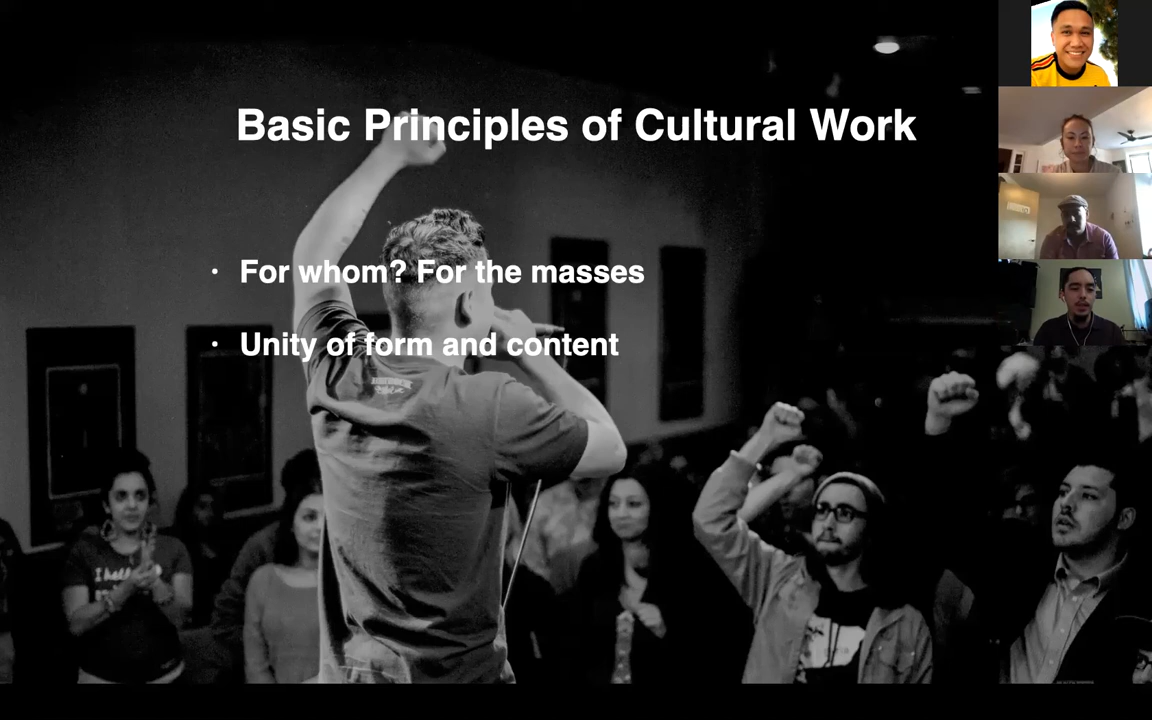 Basic Principles of Cultural Work
• For whom? For the masses
• Unity of form and content